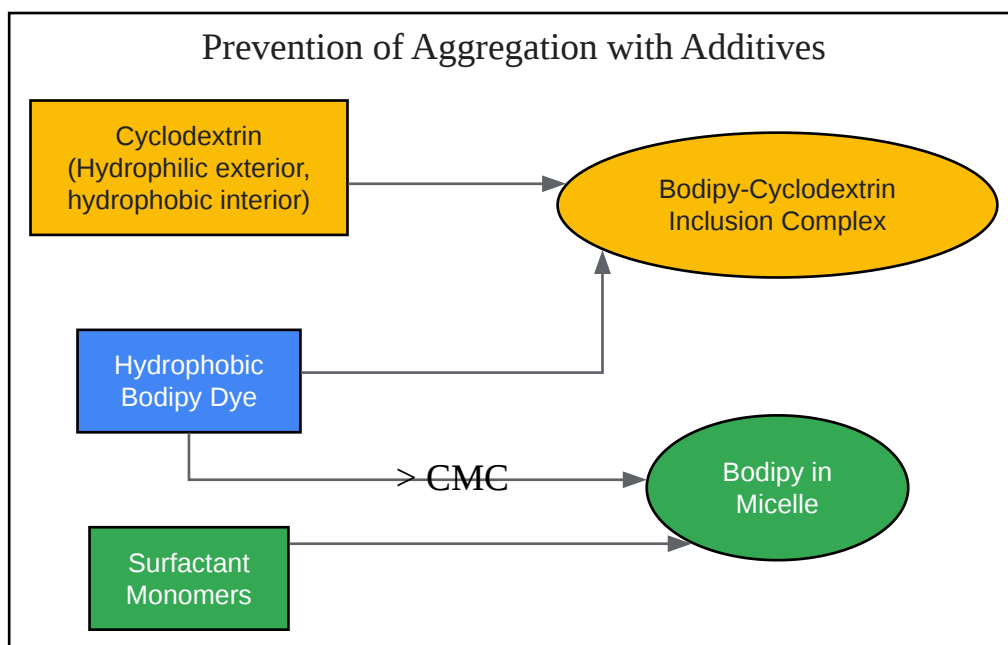 Prevention of Aggregation with Additives
Cyclodextrin
(Hydrophilic exterior,
hydrophobic interior)
Bodipy-Cyclodextrin
Inclusion Complex
Hydrophobic
Bodipy Dye
> CMC
Bodipy in
Micelle
Surfactant
Monomers